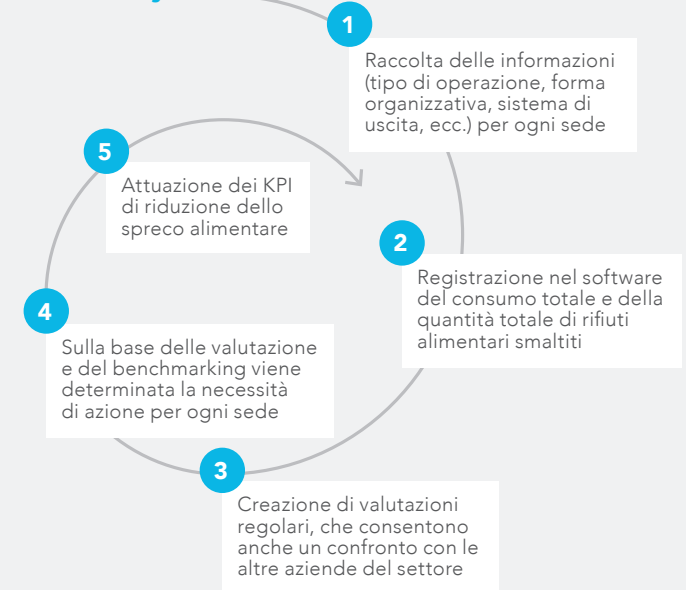 1
Raccolta delle informazioni
(tipo di operazione, forma
organizzativa, sistema di
uscita, ecc.) per ogni sede
2
Registrazione nel software
del consumo totale e della
quantità totale di rifiuti
alimentari smaltiti
3
Creazione di valutazioni
regolari, che consentono
anche un confronto con le
altre aziende del settore
4
Sulla base delle valutazione
e del benchmarking viene
determinata la necessità
di azione per ogni sede
5
Attuazione dei KPI
di riduzione dello
spreco alimentare